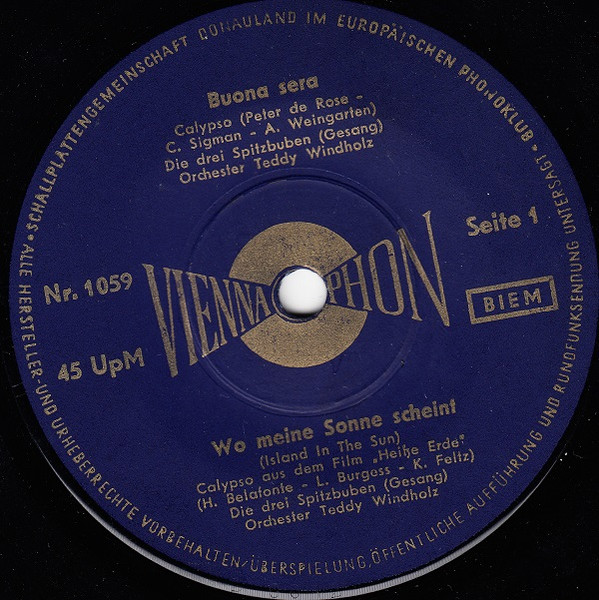 SCHALLPLATTENGEMEINSCHAFT DONAULAND IM EUROPÄISCHEN PHONOKLUB •
Buona sera
Calypso (Peter de Rose -
C. Sigman - A. Weingarten)
Die drei Spitzbuben (Gesang)
Orchester Teddy Windholz
Seite 1
Nr. 1059
VIENNAPHON
BIEM
45 UpM
Wo meine Sonne scheint
(Island In The Sun)
Calypso aus dem Film „Heiße Erde"
(H. Belafonte - L. Burgess - K. Feltz)
Die drei Spitzbuben (Gesang)
Orchester Teddy Windholz
• ALLE HERSTELLER-UND URHEBERRECHTE VORBEHALTEN/ÜBERSPIELUNG, ÖFFENTLICHE AUFFÜHRUNG UND RUNDFUNKSENDUNG UNTERSAGT •